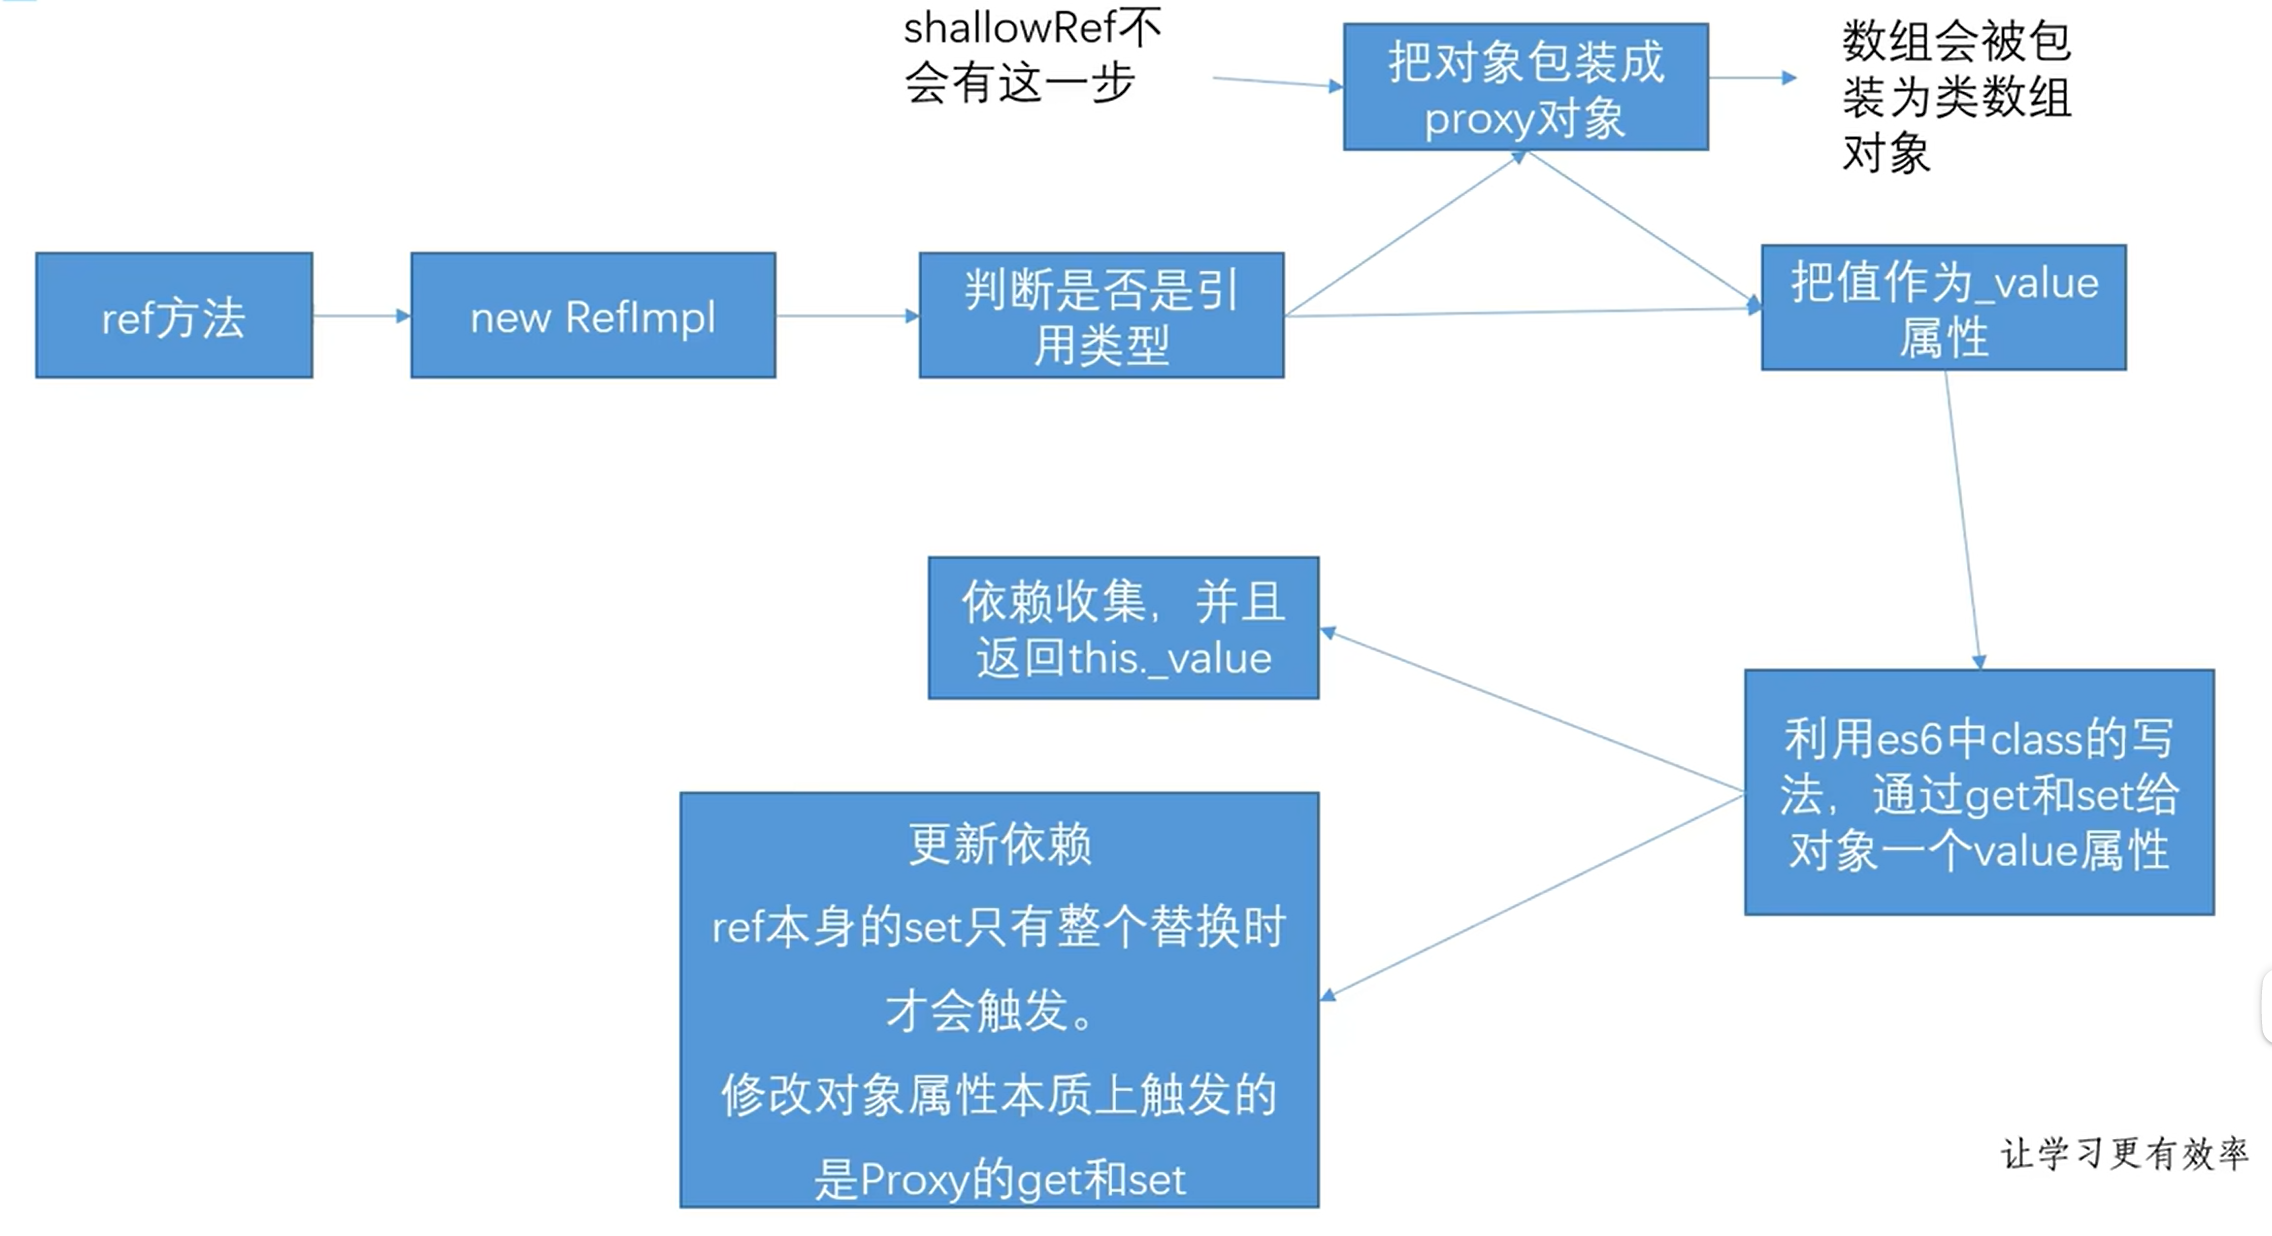 shallowRef不
会有这一步
把对象包装成
proxy对象
数组会被包
装为类数组
对象
ref方法
new RefImpl
判断是否是引
用类型
把值作为_value
属性
依赖收集，并且
返回this._value
利用es6中class的写
法，通过get和set给
对象一个value属性
更新依赖
ref本身的set只有整个替换时
才会触发。
修改对象属性本质上触发的
是Proxy的get和set
让学习更有效率